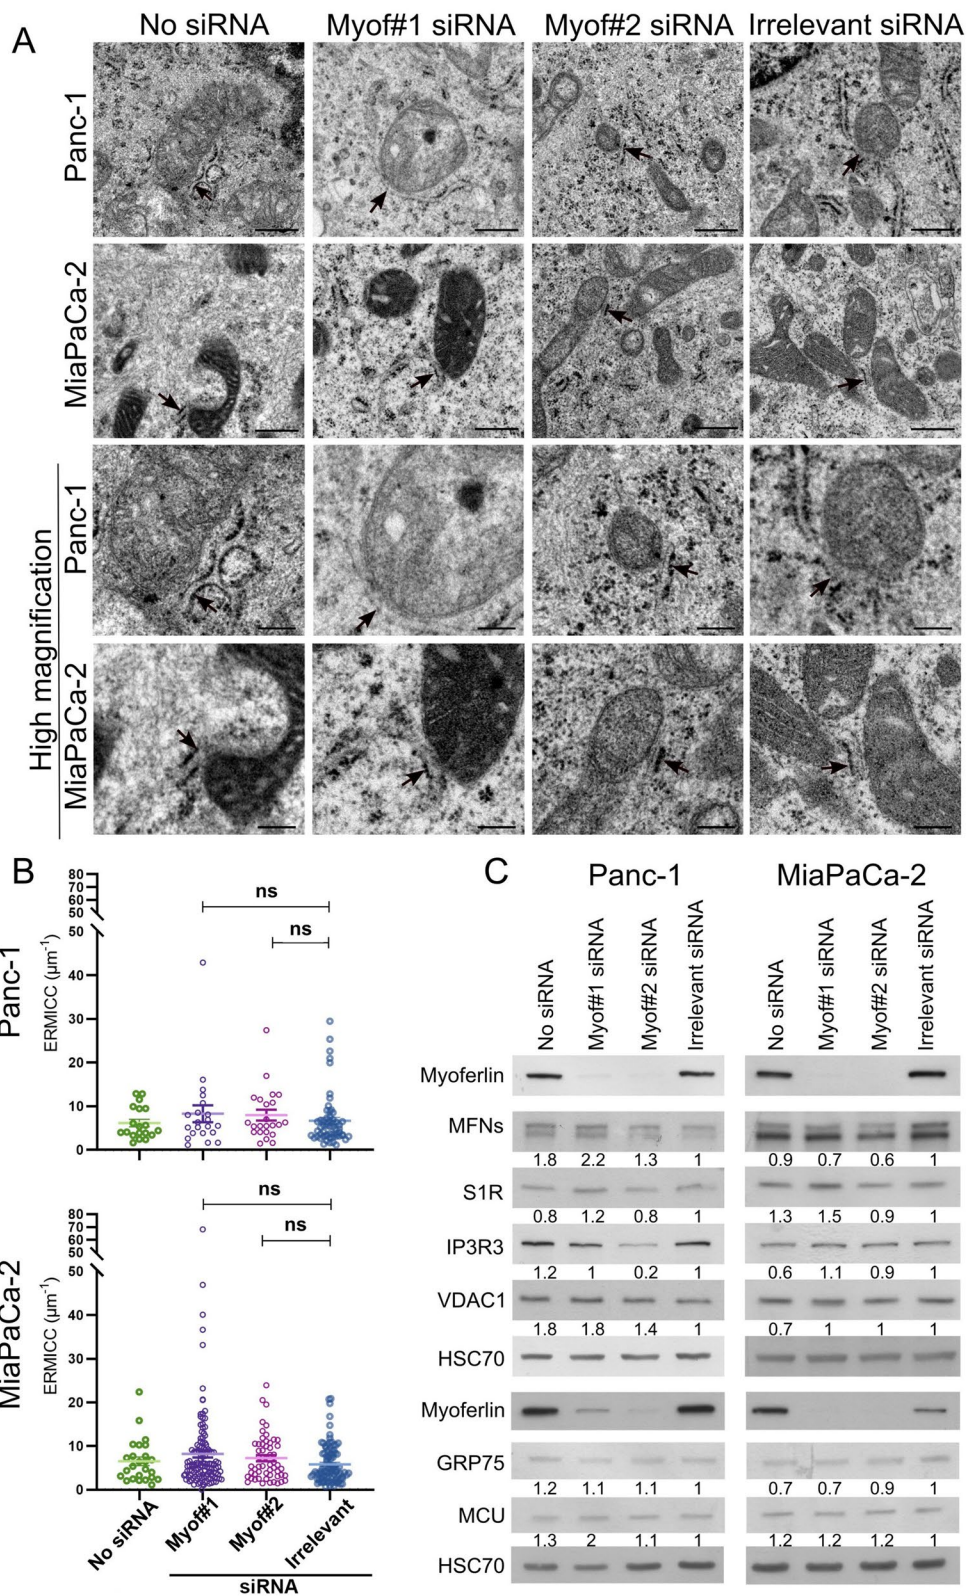 A
No siRNA Myof#1 siRNA Myof#2 siRNA Irrelevant siRNA
Panc-1
MiaPaCa-2
High magnification
Panc-1
MiaPaCa-2
B
Panc-1
ERMICC (µm⁻¹)
80
70
60
50
50
40
30
20
10
0
ns
ns
MiaPaCa-2
ERMICC (µm⁻¹)
80
70
60
50
50
40
30
20
10
0
ns
ns
No siRNA
Myof#1
Myof#2
Irrelevant
siRNA
C
Panc-1 MiaPaCa-2
No siRNA
Myof#1 siRNA
Myof#2 siRNA
Irrelevant siRNA
No siRNA
Myof#1 siRNA
Myof#2 siRNA
Irrelevant siRNA
Myoferlin
MFNs
1.8 2.2 1.3 1 0.9 0.7 0.6 1
S1R
0.8 1.2 0.8 1 1.3 1.5 0.9 1
IP3R3
1.2 1 0.2 1 0.6 1.1 0.9 1
VDAC1
1.8 1.8 1.4 1 0.7 1 1 1
HSC70
Myoferlin
GRP75
1.2 1.1 1.1 1 0.7 0.7 0.9 1
MCU
1.3 2 1.1 1 1.2 1.2 1.2 1
HSC70